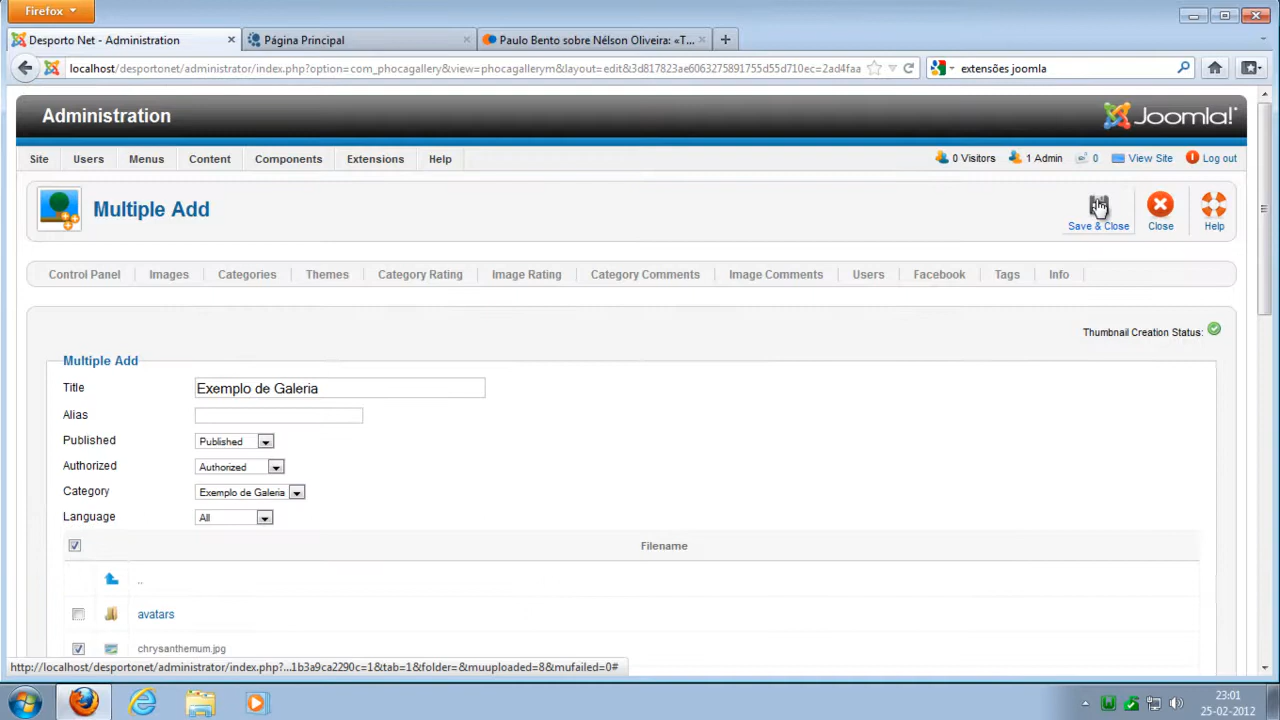 Firefox
Desporto Net - Administration
Página Principal
Paulo Bento sobre Nélson Oliveira: «T...
localhost/desportonet/administrator/index.php?option=com_phocagallery&view=phocagallerym&layout=edit&3d817823ae6063275891755d55d710ec=2ad4faa
extensões joomla
Administration
Joomla!
Site Users Menus Content Components Extensions Help
0 Visitors 1 Admin 0 View Site Log out
Multiple Add
Save & Close Close Help
Control Panel Images Categories Themes Category Rating Image Rating Category Comments Image Comments Users Facebook Tags Info
Thumbnail Creation Status:
Multiple Add
Title Exemplo de Galeria
Alias
Published Published
Authorized Authorized
Category Exemplo de Galeria
Language All
Filename
..
avatars
chrysanthemum.jpg
http://localhost/desportonet/administrator/index.php?...1b3a9ca2290c=1&tab=1&folder=&muuploaded=8&mufailed=0#
23:01
25-02-2012